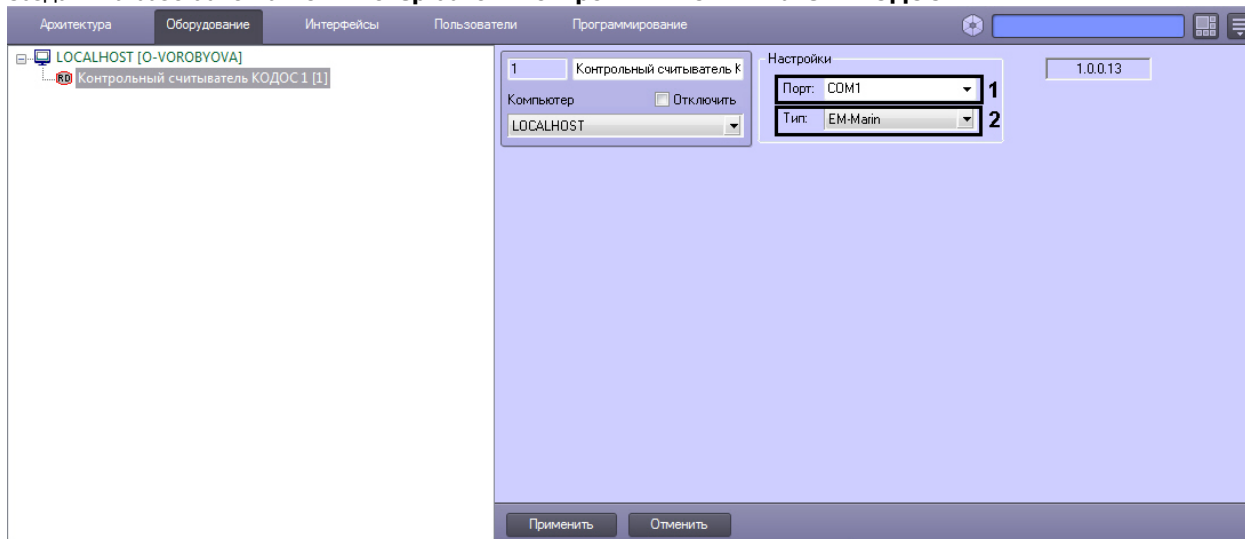 Архитектура Оборудование Интерфейсы Пользователи Программирование
LOCALHOST [O-VOROBYOVA]
RD Контрольный считыватель КОДОС 1 [1]
1 Контрольный считыватель К
Компьютер Отключить
LOCALHOST
Настройки
Порт: COM1 1
Тип: EM-Marin 2
1.0.0.13
Применить Отменить